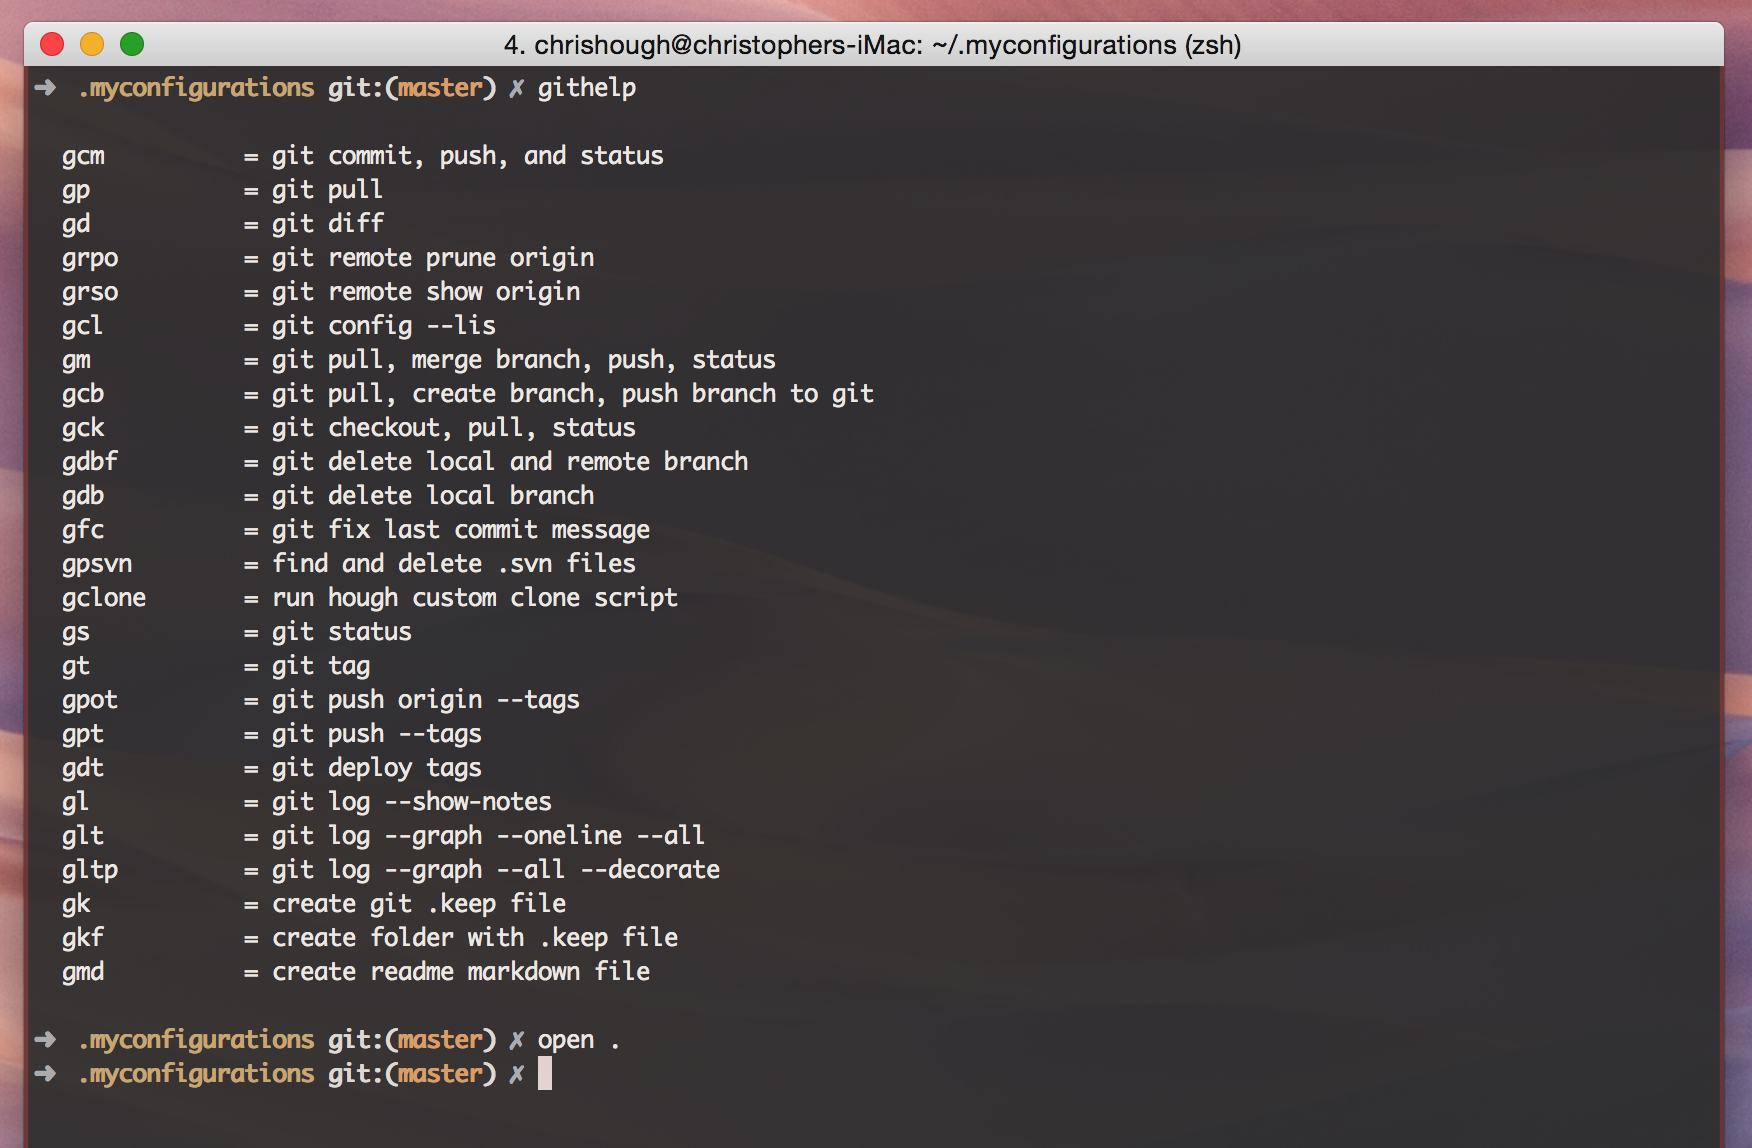 4. chrishough@christophers-iMac: ~/.myconfigurations (zsh)
➜ .myconfigurations git:(master) ✗ githelp
gcm = git commit, push, and status
gp = git pull
gd = git diff
grpo = git remote prune origin
grso = git remote show origin
gcl = git config --lis
gm = git pull, merge branch, push, status
gcb = git pull, create branch, push branch to git
gck = git checkout, pull, status
gdbf = git delete local and remote branch
gdb = git delete local branch
gfc = git fix last commit message
gpsvn = find and delete .svn files
gclone = run hough custom clone script
gs = git status
gt = git tag
gpot = git push origin --tags
gpt = git push --tags
gdt = git deploy tags
gl = git log --show-notes
glt = git log --graph --oneline --all
gltp = git log --graph --all --decorate
gk = create git .keep file
gkf = create folder with .keep file
gmd = create readme markdown file
➜ .myconfigurations git:(master) ✗ open .
➜ .myconfigurations git:(master) ✗